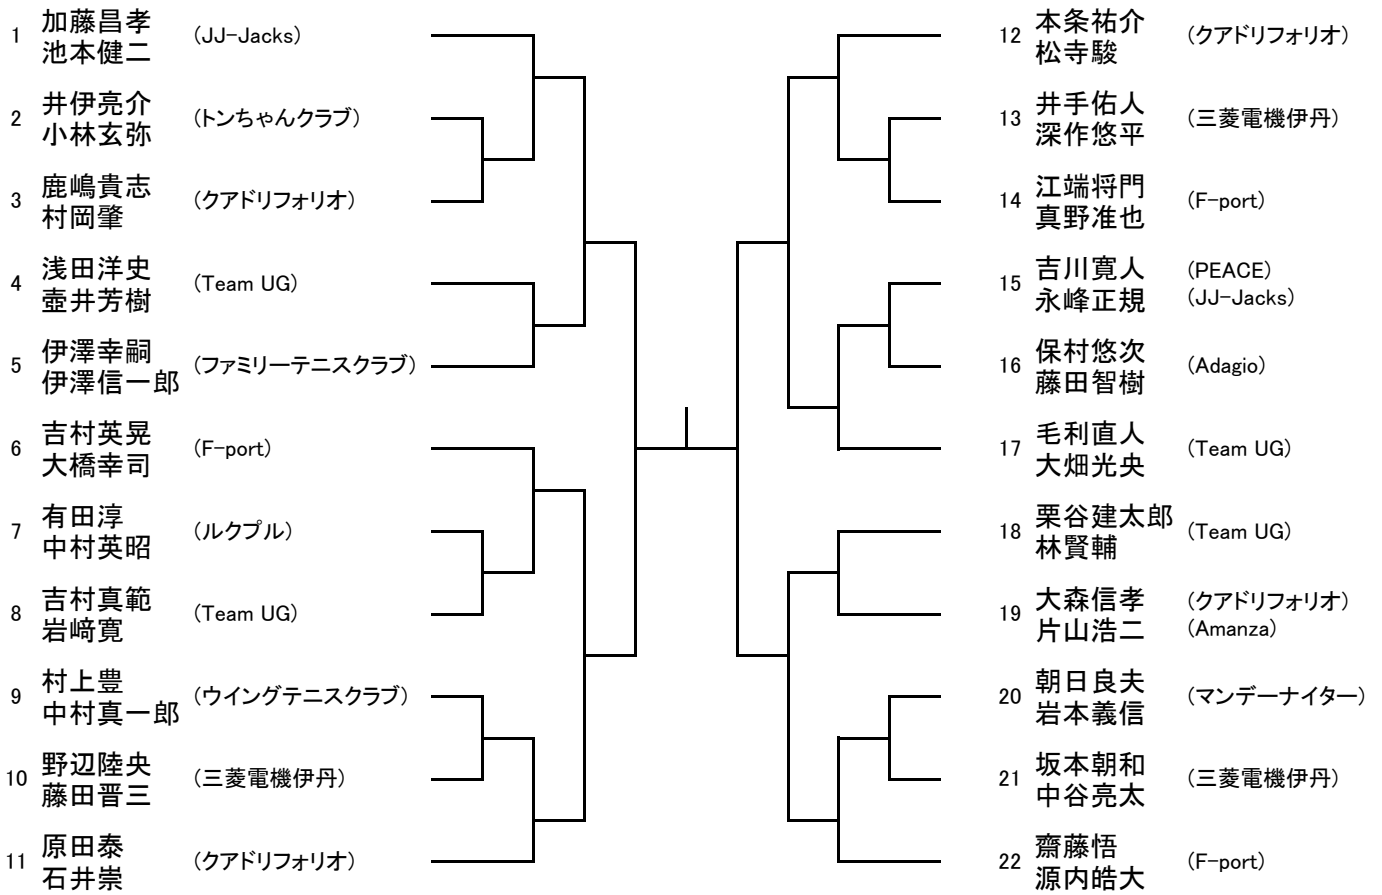 1 加藤昌孝 (JJ-Jacks)
池本健二
2 井伊亮介 (トンちゃんクラブ)
小林玄弥
3 鹿嶋貴志 (クアドリフォリオ)
村岡肇
4 浅田洋史 (Team UG)
壺井芳樹
5 伊澤幸嗣 (ファミリーテニスクラブ)
伊澤信一郎
6 吉村英晃 (F-port)
大橋幸司
7 有田淳 (ルクプル)
中村英昭
8 吉村真範 (Team UG)
岩﨑寛
9 村上豊 (ウイングテニスクラブ)
中村真一郎
10 野辺陸央 (三菱電機伊丹)
藤田晋三
11 原田泰 (クアドリフォリオ)
石井崇
12 本条祐介 (クアドリフォリオ)
松寺駿
13 井手佑人 (三菱電機伊丹)
深作悠平
14 江端将門 (F-port)
真野准也
15 吉川寛人 (PEACE)
永峰正規 (JJ-Jacks)
16 保村悠次 (Adagio)
藤田智樹
17 毛利直人 (Team UG)
大畑光央
18 栗谷建太郎 (Team UG)
林賢輔
19 大森信孝 (クアドリフォリオ)
片山浩二 (Amanza)
20 朝日良夫 (マンデーナイター)
岩本義信
21 坂本朝和 (三菱電機伊丹)
中谷亮太
22 齋藤悟 (F-port)
源内皓大